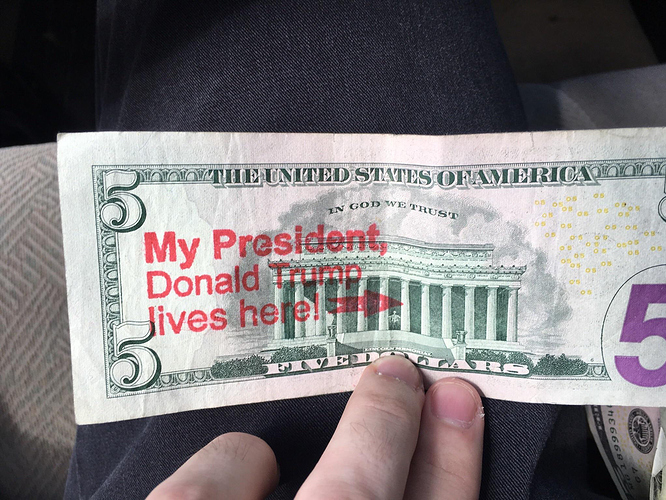 5
THE UNITED STATES OF AMERICA
IN GOD WE TRUST
My President,
Donald Trump
lives here!
5
5
FIVE DOLLARS